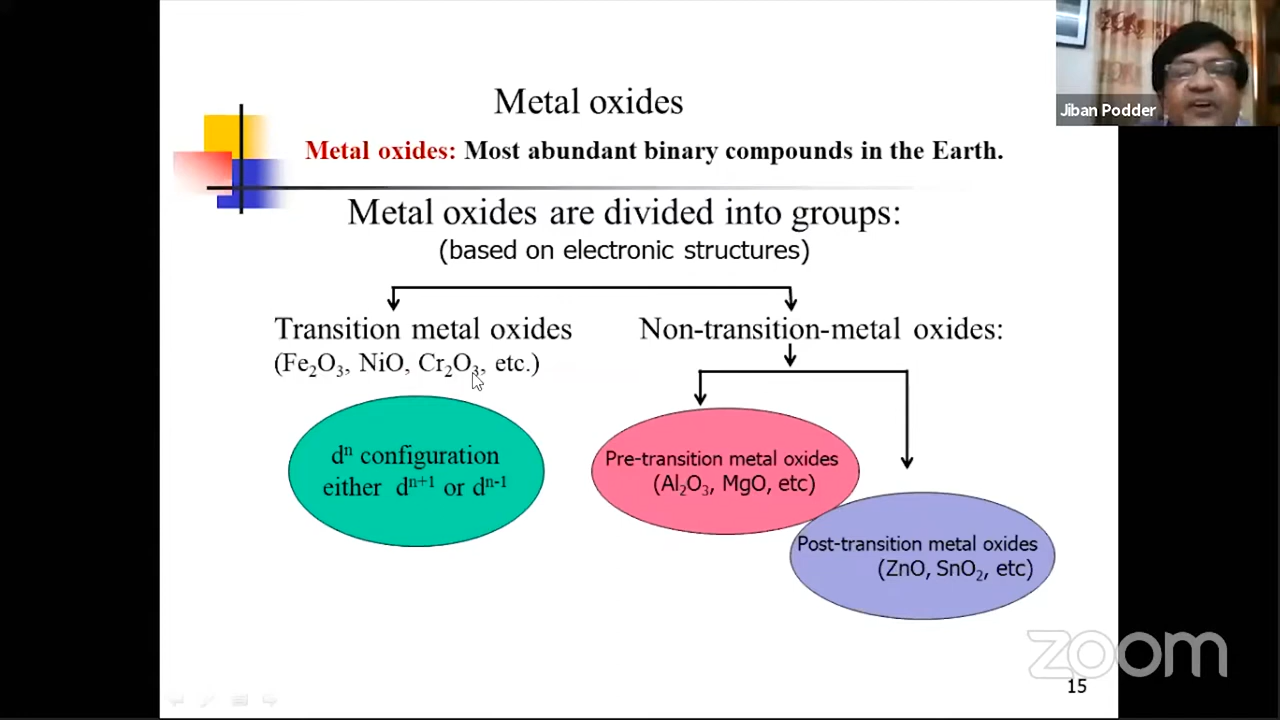 Metal oxides
Jiban Podder
Metal oxides: Most abundant binary compounds in the Earth.
Metal oxides are divided into groups:
(based on electronic structures)
Transition metal oxides
(Fe₂O₃, NiO, Cr₂O₃, etc.)
Non-transition-metal oxides:
dⁿ configuration
either dⁿ⁺¹ or dⁿ⁻¹
Pre-transition metal oxides
(Al₂O₃, MgO, etc)
Post-transition metal oxides
(ZnO, SnO₂, etc)
zoom
15